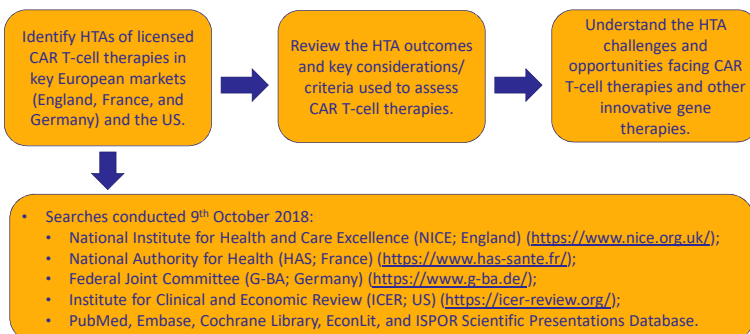 Identify HTAs of licensed
CAR T-cell therapies in
key European markets
(England, France, and
Germany) and the US.
Review the HTA outcomes
and key considerations/
criteria used to assess
CAR T-cell therapies.
Understand the HTA
challenges and
opportunities facing CAR
T-cell therapies and other
innovative gene
therapies.
• Searches conducted 9th October 2018:
• National Institute for Health and Care Excellence (NICE; England) (https://www.nice.org.uk/);
• National Authority for Health (HAS; France) (https://www.has-sante.fr/);
• Federal Joint Committee (G-BA; Germany) (https://www.g-ba.de/);
• Institute for Clinical and Economic Review (ICER; US) (https://icer-review.org/);
• PubMed, Embase, Cochrane Library, EconLit, and ISPOR Scientific Presentations Database.